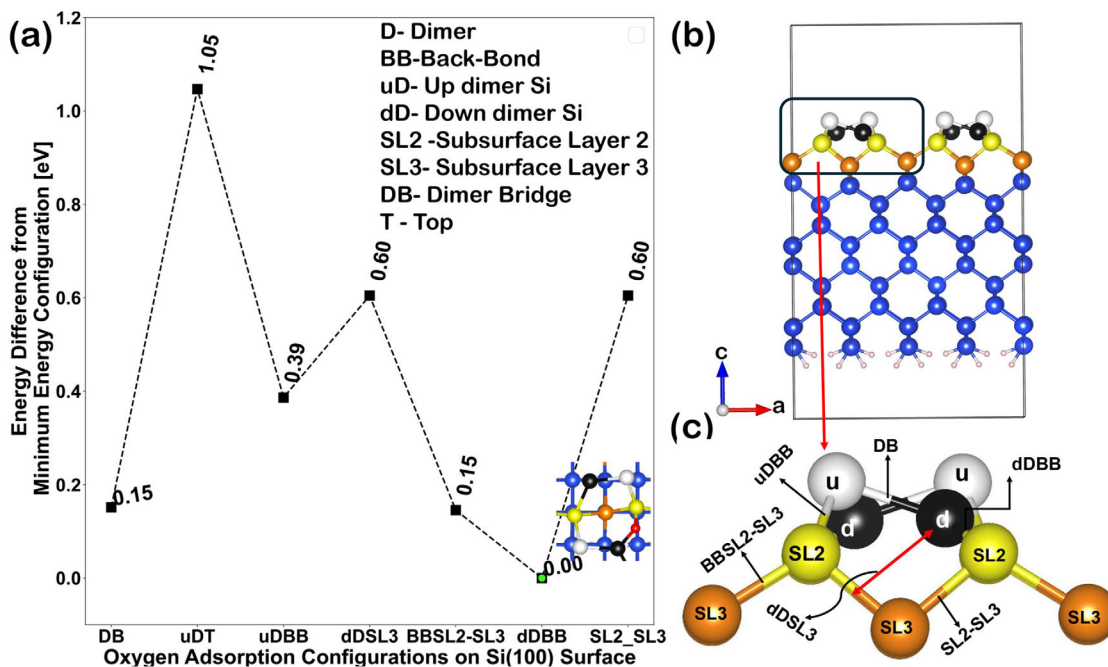 (a)
Energy Difference from
Minimum Energy Configuration [eV]
1.2
1.0
0.8
0.6
0.4
0.2
0.0
D- Dimer
BB-Back-Bond
uD- Up dimer Si
dD- Down dimer Si
SL2 -Subsurface Layer 2
SL3- Subsurface Layer 3
DB- Dimer Bridge
T - Top
0.15
1.05
0.39
0.60
0.15
0.00
0.60
DB uDT uDBB dDSL3 BBSL2-SL3 dDBB SL2_SL3
Oxygen Adsorption Configurations on Si(100) Surface
(b)
c
a
(c)
DB
uDBB
dDBB
u
u
d
d
SL2
SL2
BBSL2-SL3
dDSL3
SL2-SL3
SL3
SL3
SL3